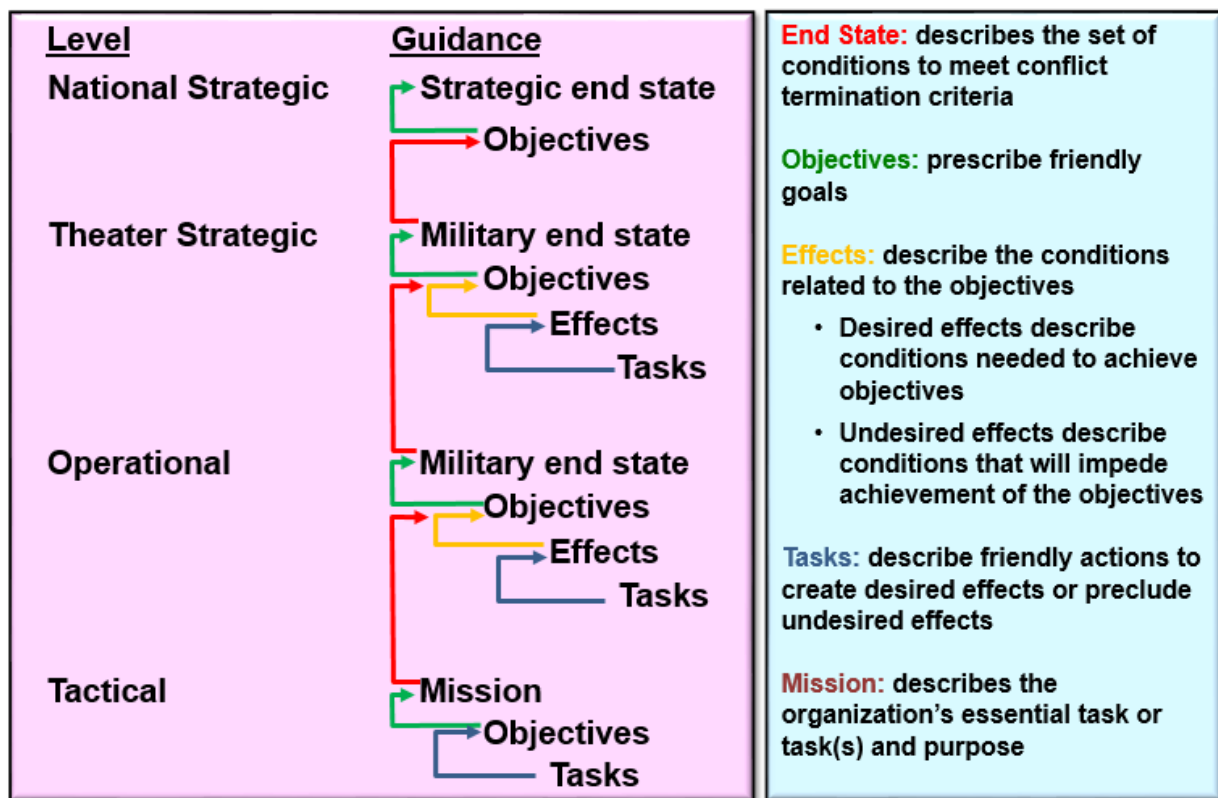 Level Guidance
National Strategic Strategic end state
Objectives
Theater Strategic Military end state
Objectives
Effects
Tasks
Operational Military end state
Objectives
Effects
Tasks
Tactical Mission
Objectives
Tasks
End State: describes the set of
conditions to meet conflict
termination criteria
Objectives: prescribe friendly
goals
Effects: describe the conditions
related to the objectives
• Desired effects describe
conditions needed to achieve
objectives
• Undesired effects describe
conditions that will impede
achievement of the objectives
Tasks: describe friendly actions to
create desired effects or preclude
undesired effects
Mission: describes the
organization’s essential task or
task(s) and purpose